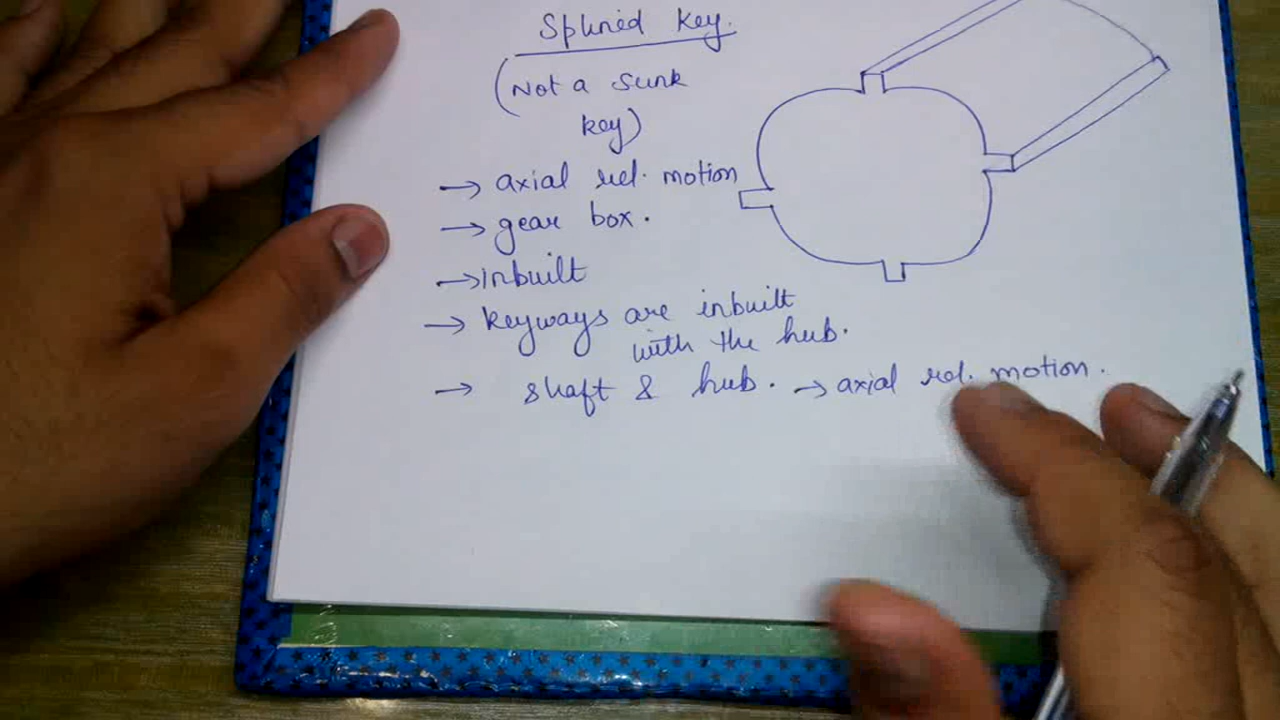 Splined Key.
(Not a sunk
key)
→ axial rel. motion
→ gear box.
→ inbuilt
→ keyways are inbuilt
with the hub.
→ shaft & hub. → axial rel. motion.